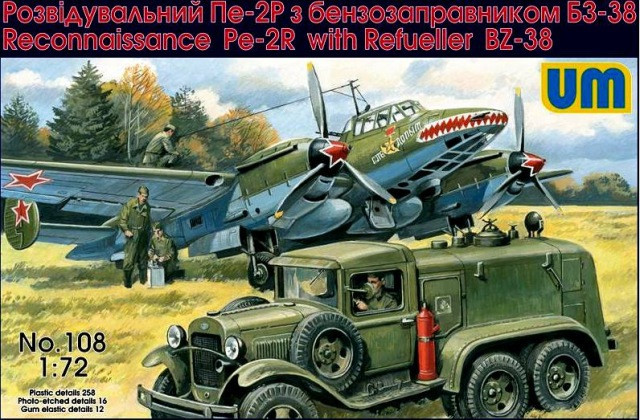 Розвідувальний Пе-2Р з бензозаправником БЗ-38
Reconnaissance Pe-2R with Refueller BZ-38
um
No.108
1:72
Plastic details 258
Photo-etched details 16
Gum elastic details 12